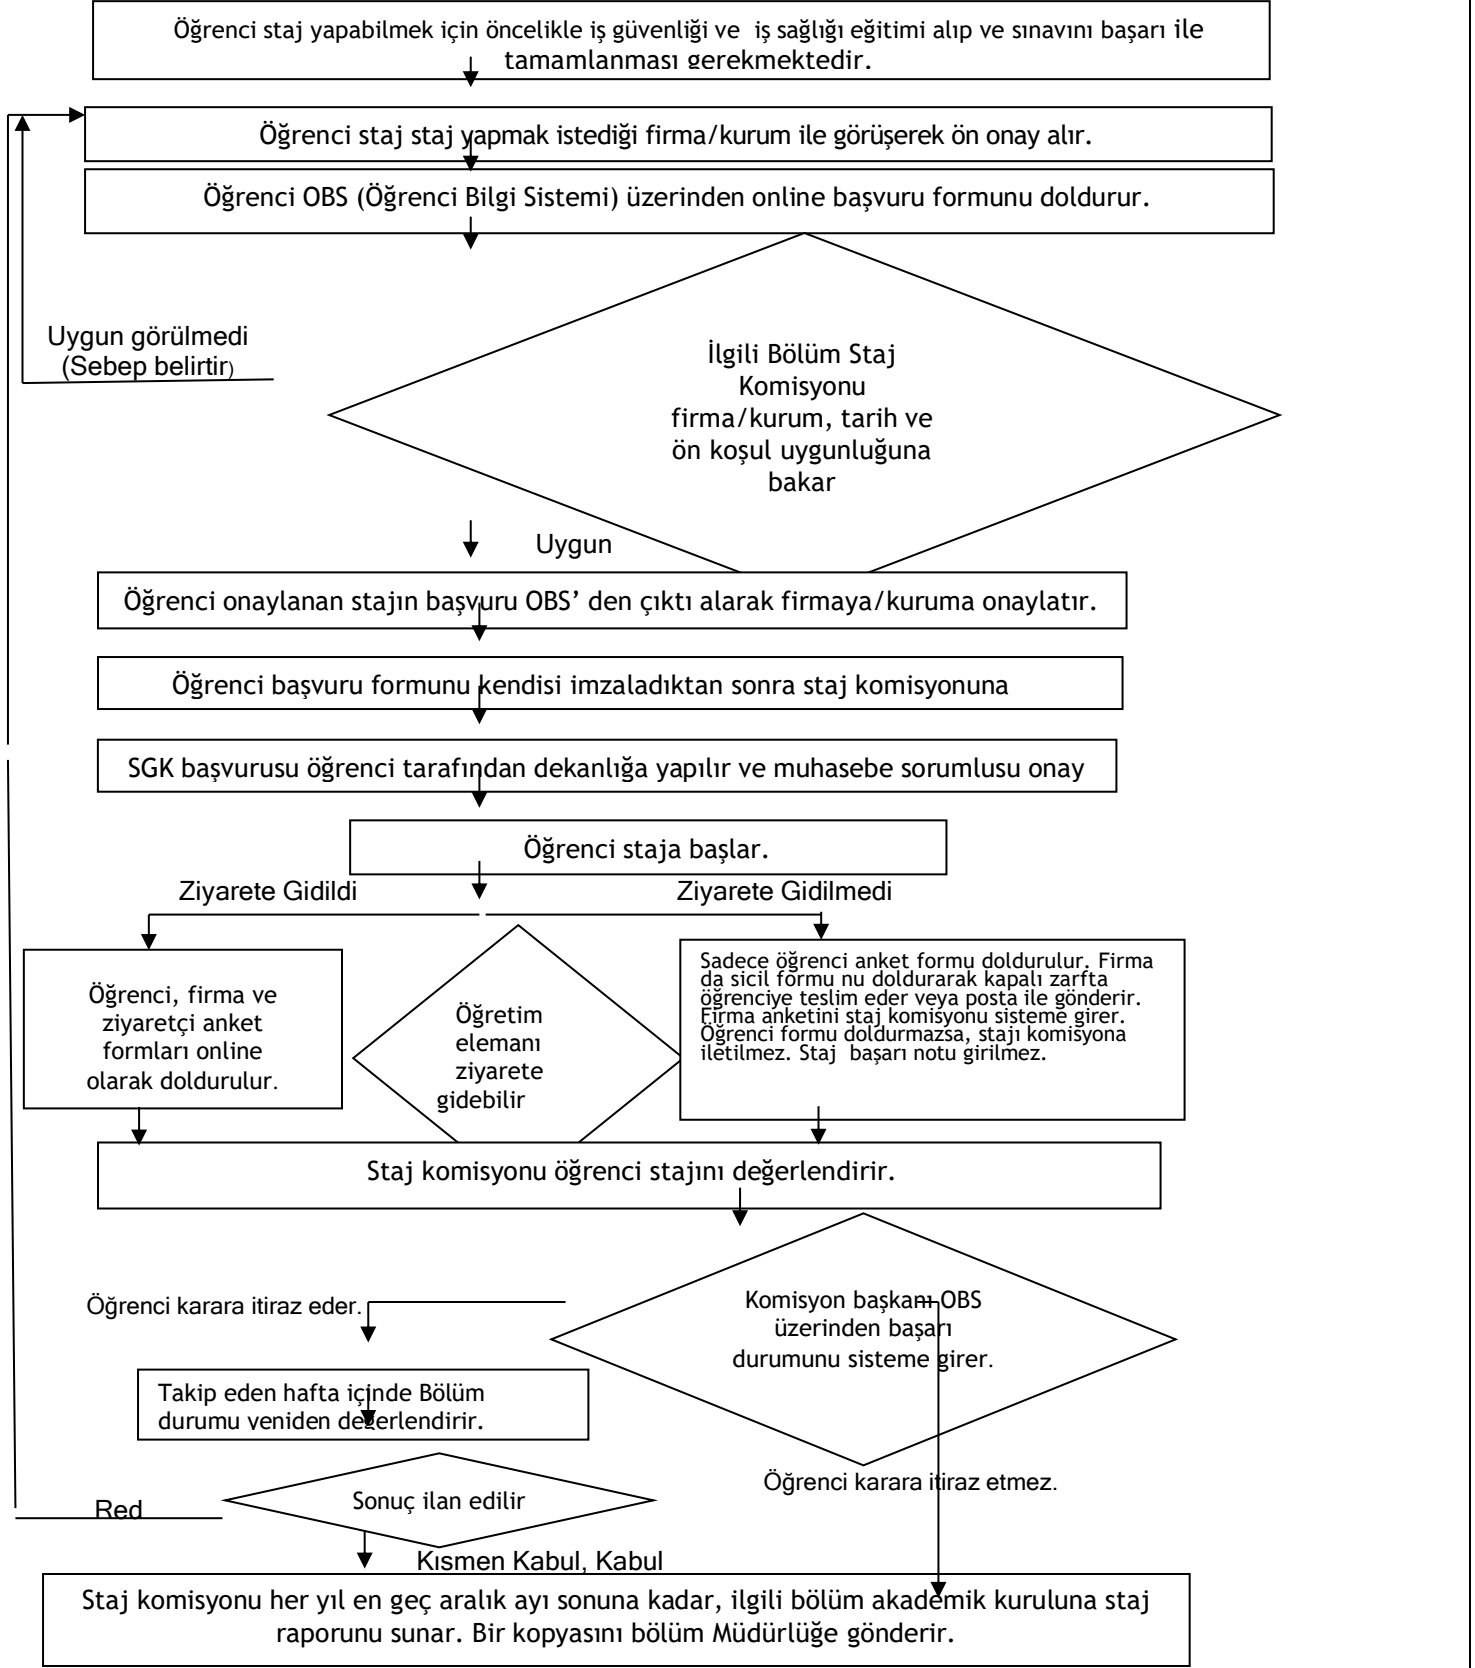 Öğrenci staj yapabilmek için öncelikle iş güvenliği ve iş sağlığı eğitimi alıp ve sınavını başarı ile
tamamlanması gerekmektedir.
Öğrenci staj staj yapmak istediği firma/kurum ile görüşerek ön onay alır.
Öğrenci OBS (Öğrenci Bilgi Sistemi) üzerinden online başvuru formunu doldurur.
Uygun görülmedi
(Sebep belirtir)
İlgili Bölüm Staj
Komisyonu
firma/kurum, tarih ve
ön koşul uygunluğuna
bakar
Uygun
Öğrenci onaylanan stajın başvuru OBS’ den çıktı alarak firmaya/kuruma onaylatır.
Öğrenci başvuru formunu kendisi imzaladıktan sonra staj komisyonuna
SGK başvurusu öğrenci tarafından dekanlığa yapılır ve muhasebe sorumlusu onay
Öğrenci staja başlar.
Ziyarete Gidildi
Ziyarete Gidilmedi
Öğrenci, firma ve
ziyaretçi anket
formları online
olarak doldurulur.
Öğretim
elemanı
ziyarete
gidebilir
Sadece öğrenci anket formu doldurulur. Firma
da sicil formu nu doldurarak kapalı zarfta
öğrenciye teslim eder veya posta ile gönderir.
Firma anketini staj komisyonu sisteme girer.
Öğrenci formu doldurmazsa, stajı komisyona
iletilmez. Staj başarı notu girilmez.
Staj komisyonu öğrenci stajını değerlendirir.
Öğrenci karara itiraz eder.
Komisyon başkanı OBS
üzerinden başarı
durumunu sisteme girer.
Takip eden hafta içinde Bölüm
durumu yeniden değerlendirir.
Öğrenci karara itiraz etmez.
Red
Sonuç ilan edilir
Kısmen Kabul, Kabul
Staj komisyonu her yıl en geç aralık ayı sonuna kadar, ilgili bölüm akademik kuruluna staj
raporunu sunar. Bir kopyasını bölüm Müdürlüğe gönderir.